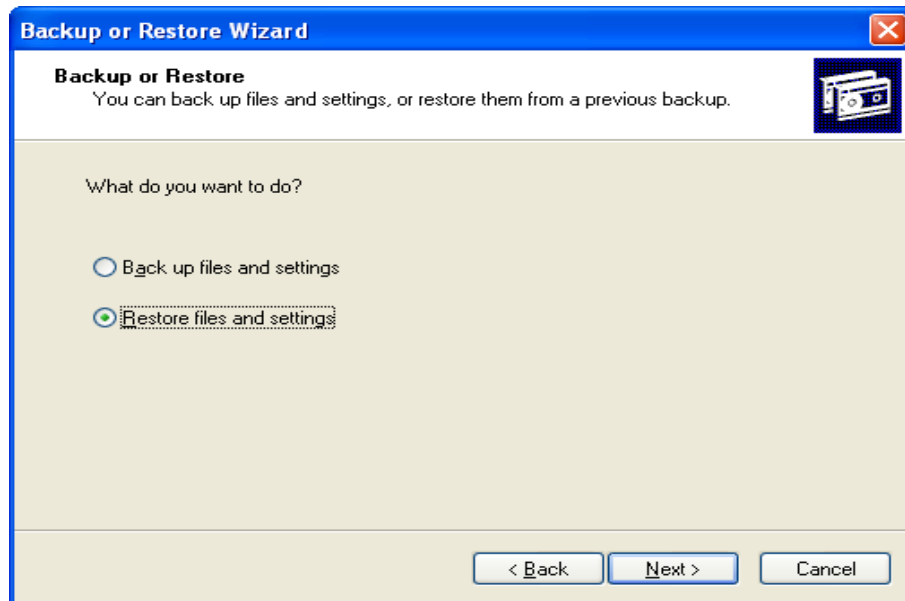 Backup or Restore Wizard
Backup or Restore
You can back up files and settings, or restore them from a previous backup.
What do you want to do?
Back up files and settings
Restore files and settings
< Back
Next >
Cancel